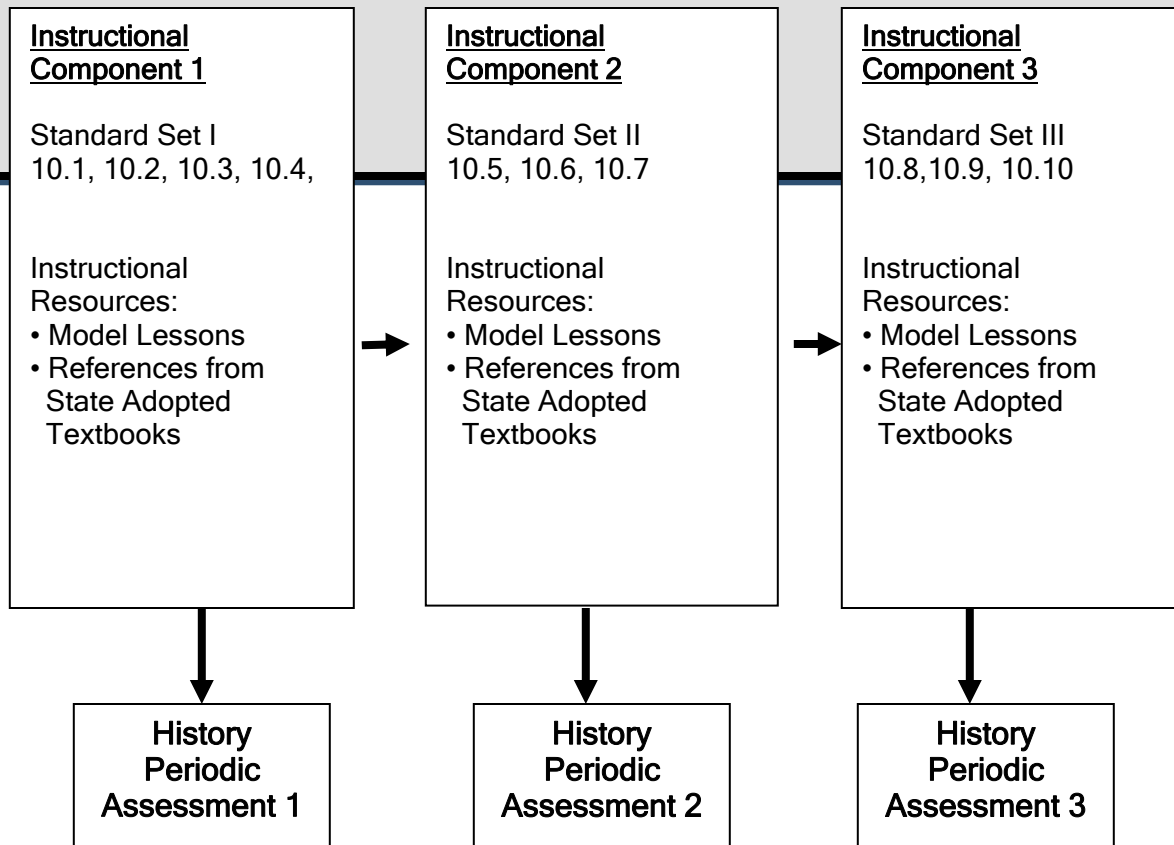 Instructional
Component 1
Standard Set I
10.1, 10.2, 10.3, 10.4,
Instructional
Resources:
• Model Lessons
• References from
State Adopted
Textbooks
Instructional
Component 2
Standard Set II
10.5, 10.6, 10.7
Instructional
Resources:
• Model Lessons
• References from
State Adopted
Textbooks
Instructional
Component 3
Standard Set III
10.8,10.9, 10.10
Instructional
Resources:
• Model Lessons
• References from
State Adopted
Textbooks
History
Periodic
Assessment 1
History
Periodic
Assessment 2
History
Periodic
Assessment 3